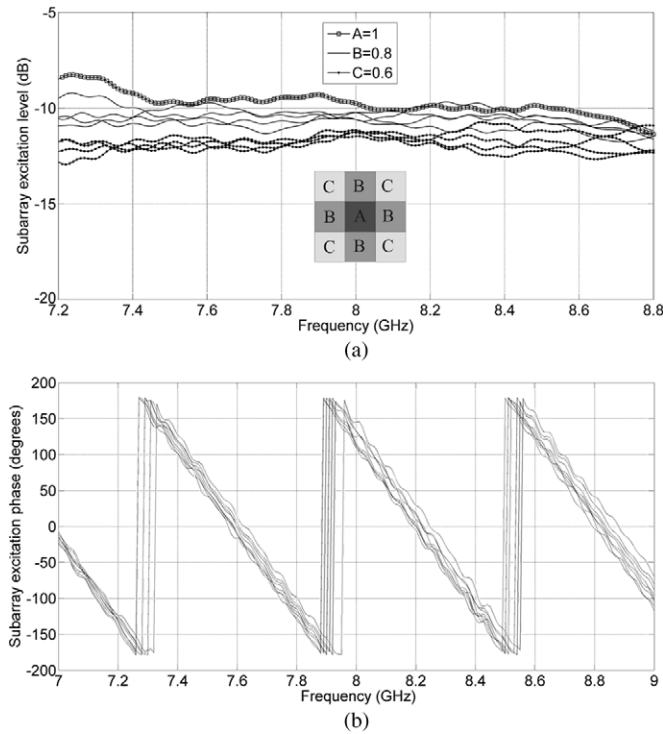 -5
-10
-15
-20
Subarray excitation level (dB)
A=1
B=0.8
C=0.6
C B C
B A B
C B C
7.2 7.4 7.6 7.8 8 8.2 8.4 8.6 8.8
Frequency (GHz)
(a)
200
150
100
50
0
-50
-100
-150
-200
Subarray excitation phase (degrees)
7 7.2 7.4 7.6 7.8 8 8.2 8.4 8.6 8.8 9
Frequency (GHz)
(b)